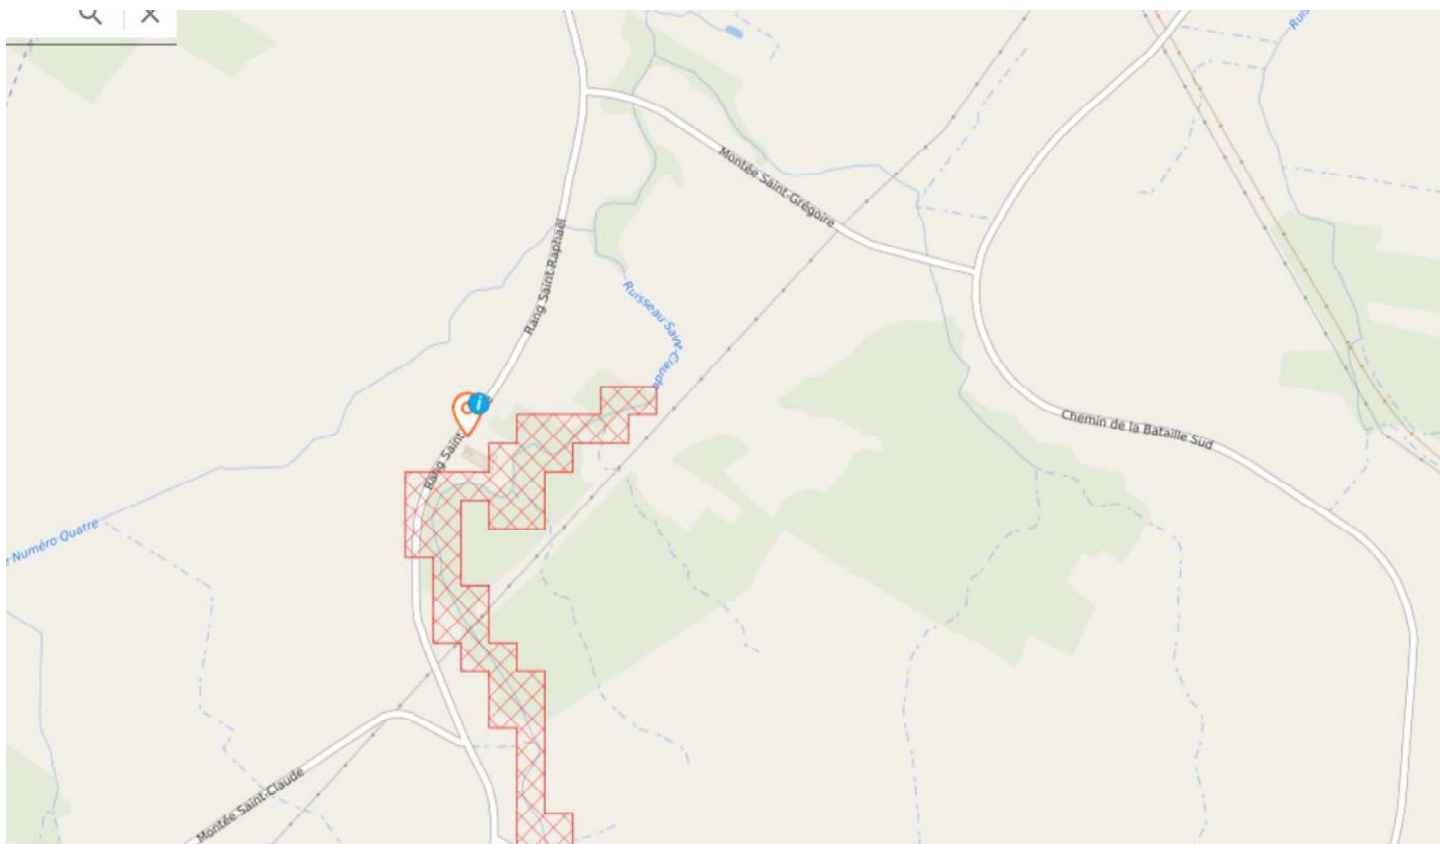 Montée Saint-Grégoire
Rang Saint-Raphaël
Ruisseau Saint-Claude
Chemin de la Bataille Sud
Rang Saint
Numéro Quatre
Montée Saint-Claude
i